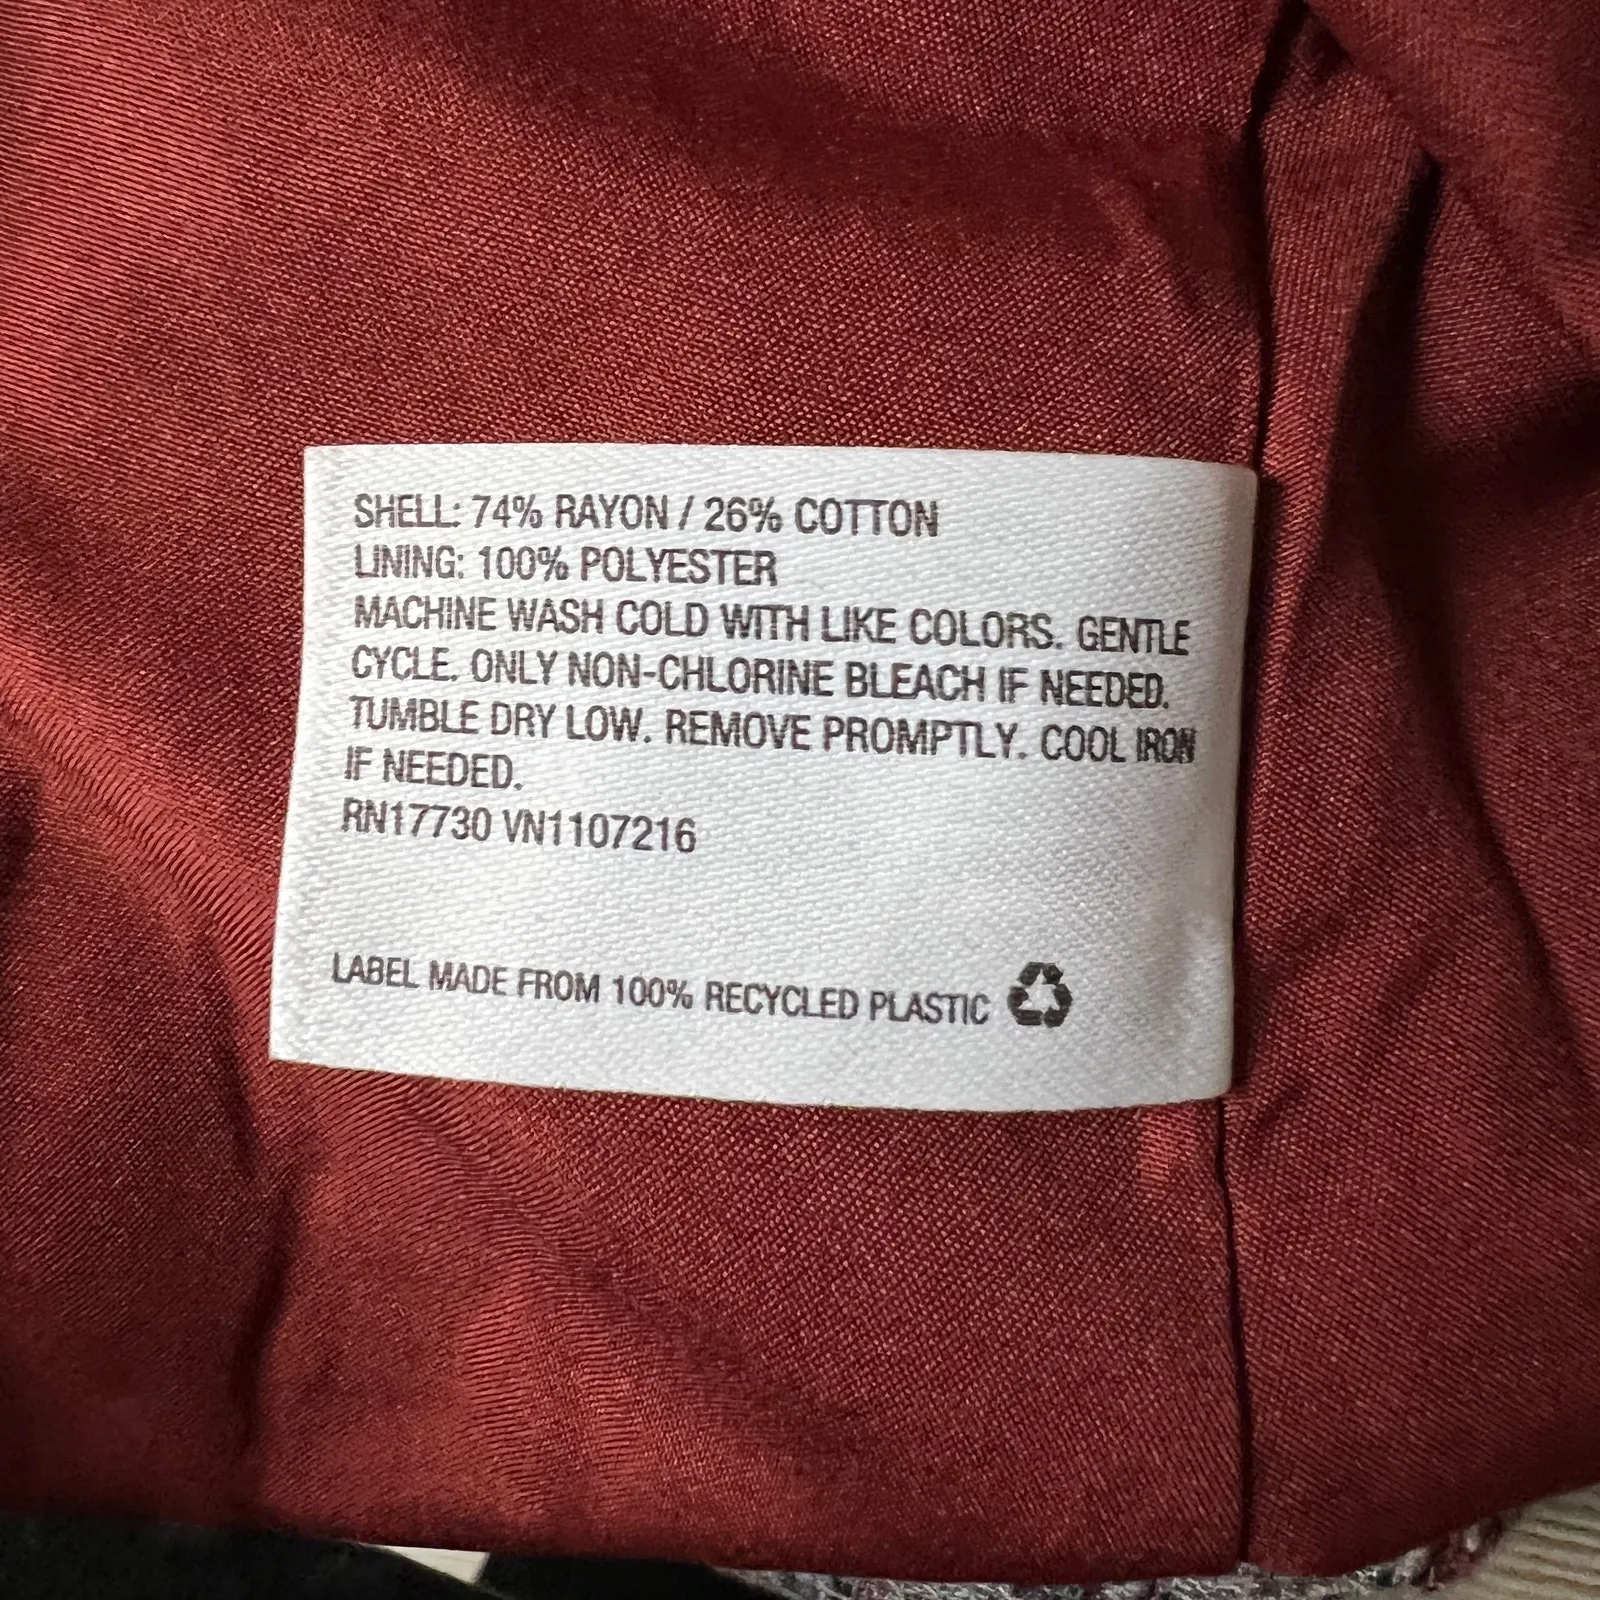 SHELL: 74% RAYON / 26% COTTON
LINING: 100% POLYESTER
MACHINE WASH COLD WITH LIKE COLORS. GENTLE
CYCLE. ONLY NON-CHLORINE BLEACH IF NEEDED.
TUMBLE DRY LOW. REMOVE PROMPTLY. COOL IRON
IF NEEDED.
RN17730 VN1107216
LABEL MADE FROM 100% RECYCLED PLASTIC